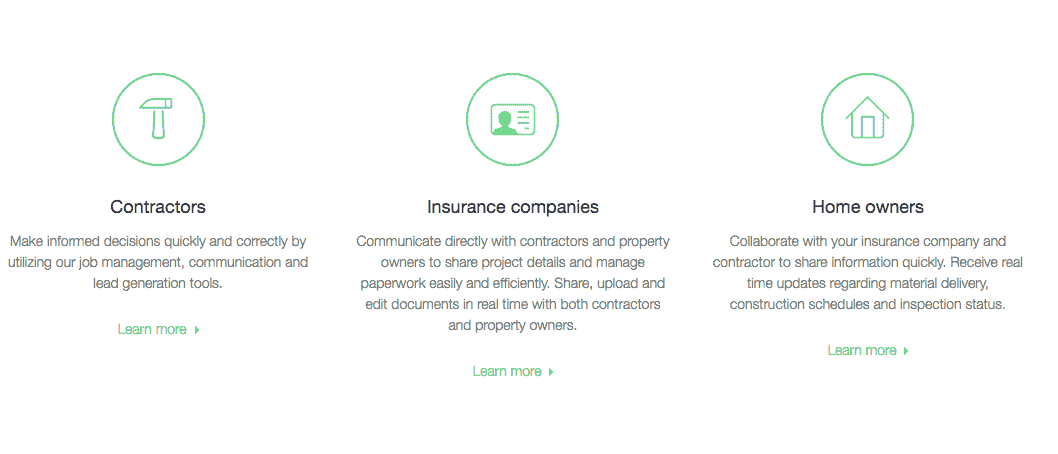 Contractors
Make informed decisions quickly and correctly by
utilizing our job management, communication and
lead generation tools.
Learn more
Insurance companies
Communicate directly with contractors and property
owners to share project details and manage
paperwork easily and efficiently. Share, upload and
edit documents in real time with both contractors
and property owners.
Learn more
Home owners
Collaborate with your insurance company and
contractor to share information quickly. Receive real
time updates regarding material delivery,
construction schedules and inspection status.
Learn more